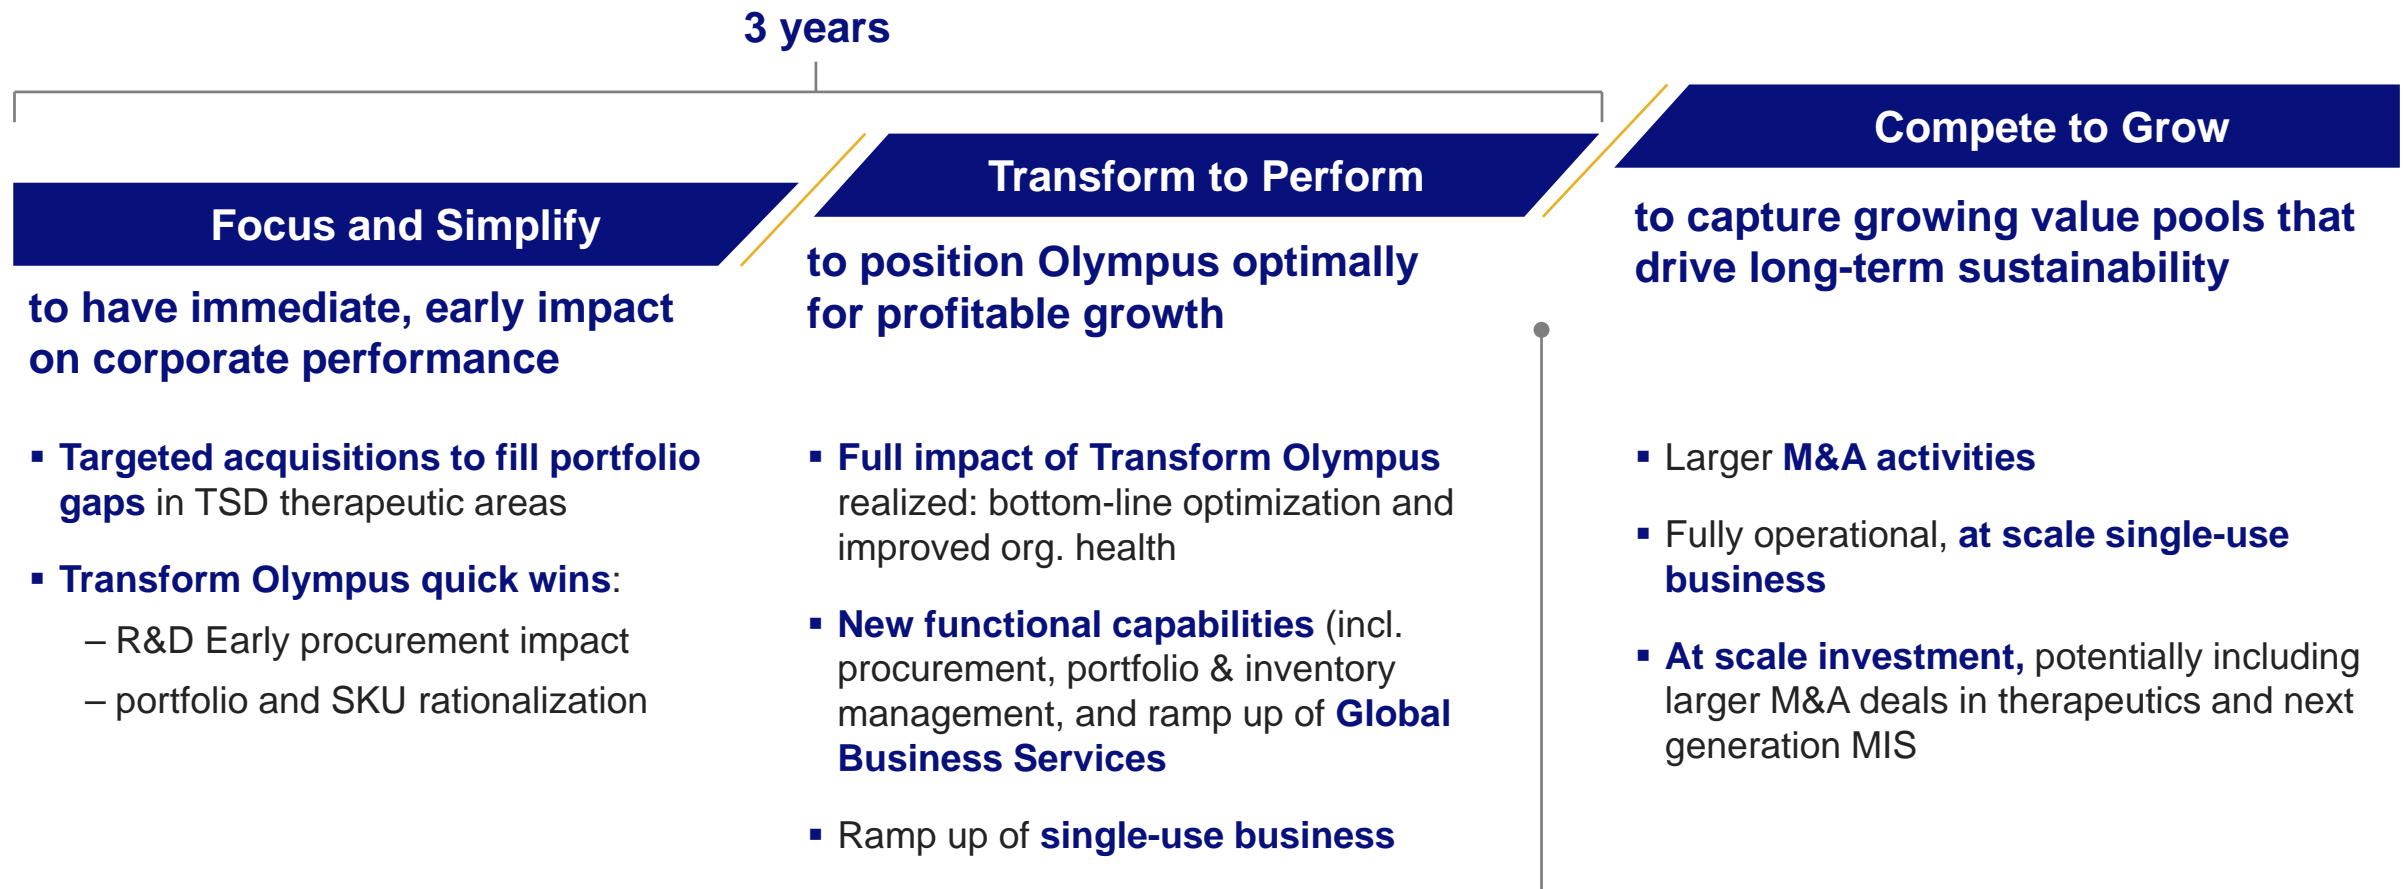 3 years
Focus and Simplify
to have immediate, early impact
on corporate performance
▪ Targeted acquisitions to fill portfolio
gaps in TSD therapeutic areas
▪ Transform Olympus quick wins:
– R&D Early procurement impact
– portfolio and SKU rationalization
Transform to Perform
to position Olympus optimally
for profitable growth
▪ Full impact of Transform Olympus
realized: bottom-line optimization and
improved org. health
▪ New functional capabilities (incl.
procurement, portfolio & inventory
management, and ramp up of Global
Business Services
▪ Ramp up of single-use business
Compete to Grow
to capture growing value pools that
drive long-term sustainability
▪ Larger M&A activities
▪ Fully operational, at scale single-use
business
▪ At scale investment, potentially including
larger M&A deals in therapeutics and next
generation MIS